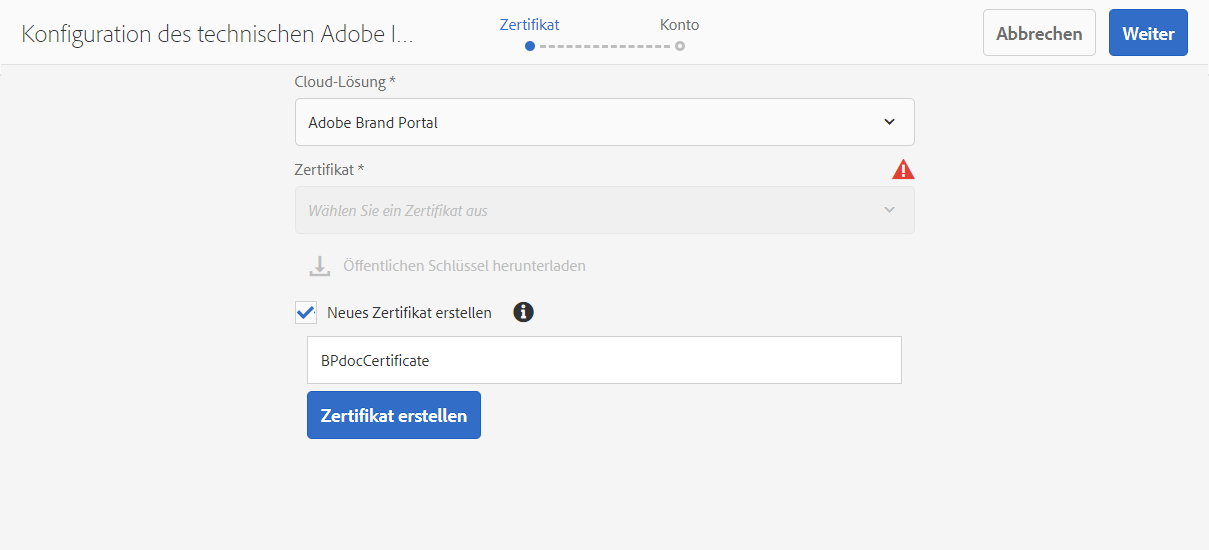 Konfiguration des technischen Adobe I...
Zertifikat
Konto
Abbrechen
Weiter
Cloud-Lösung *
Adobe Brand Portal
Zertifikat *
Wählen Sie ein Zertifikat aus
Öffentlichen Schlüssel herunterladen
Neues Zertifikat erstellen
BPdocCertificate
Zertifikat erstellen